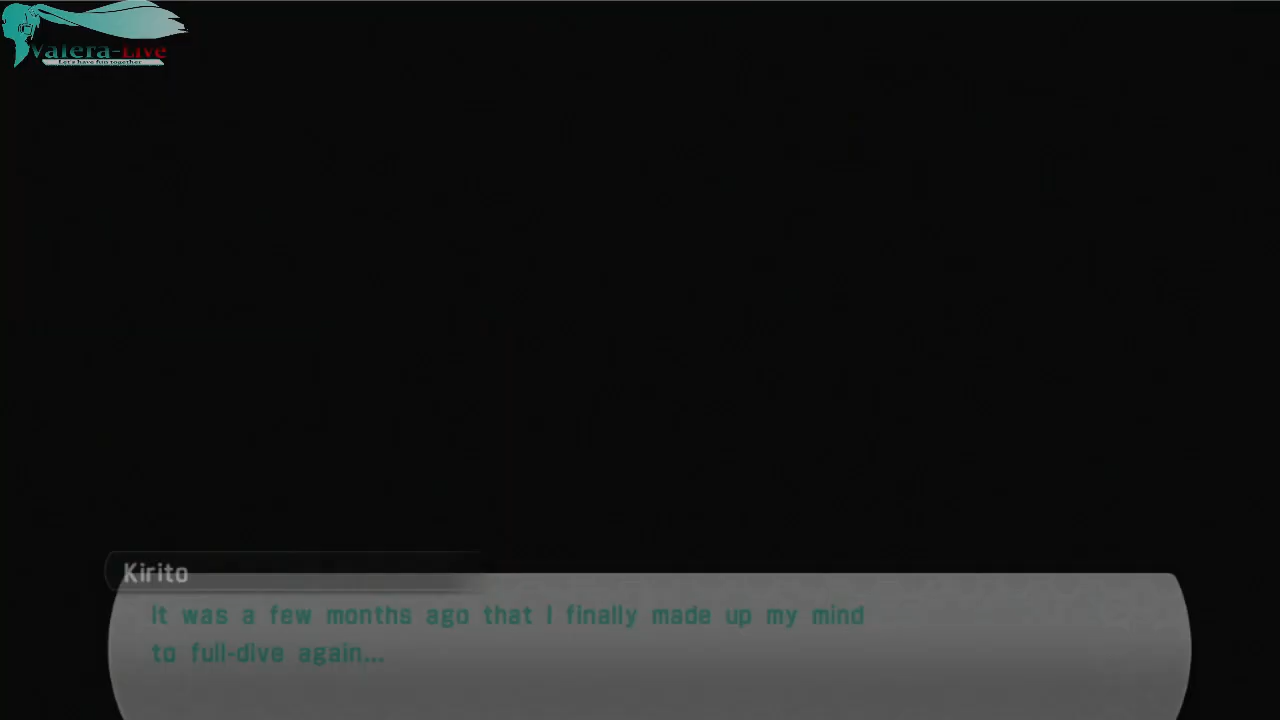 Valera-Live
Let's have fun together
Kirito
It was a few months ago that I finally made up my mind
to full-dive again...